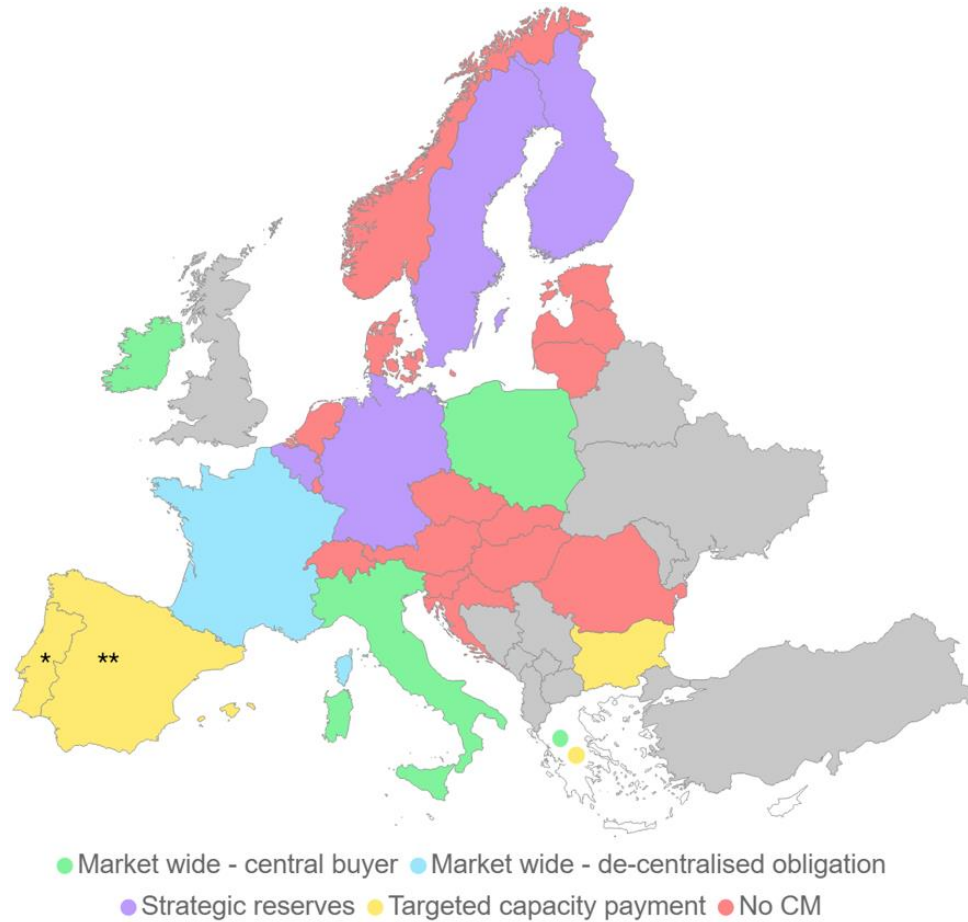 * **
Market wide - central buyer Market wide - de-centralised obligation
Strategic reserves Targeted capacity payment No CM